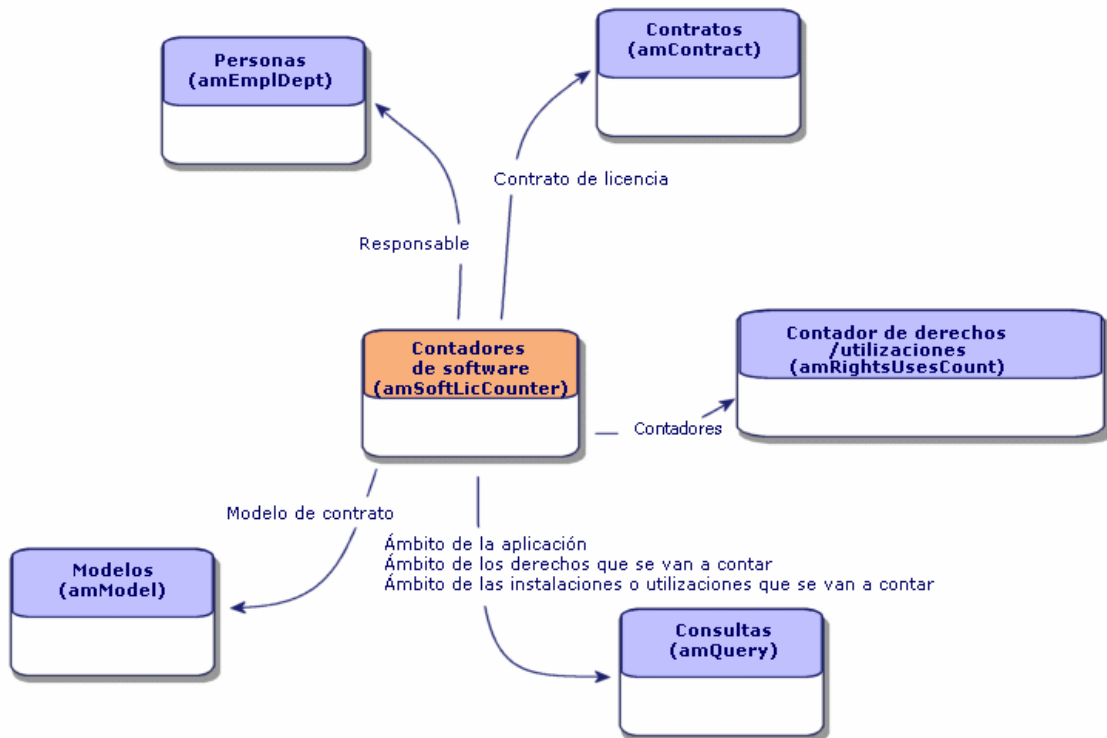 Contratos
(amContract)
Personas
(amEmplDept)
Contrato de licencia
Responsable
Contadores
de software
(amSoftLicCounter)
Contador de derechos
/utilizaciones
(amRightsUsesCount)
Contadores
Modelo de contrato
Ámbito de la aplicación
Ámbito de los derechos que se van a contar
Ámbito de las instalaciones o utilizaciones que se van a contar
Modelos
(amModel)
Consultas
(amQuery)